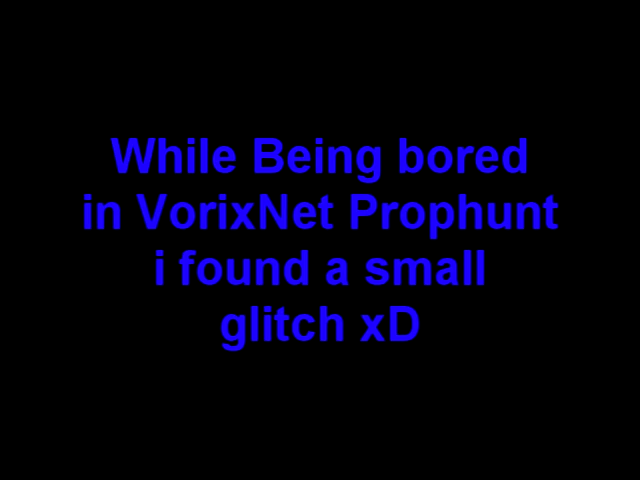 While Being bored
in VorixNet Prophunt
i found a small
glitch xD